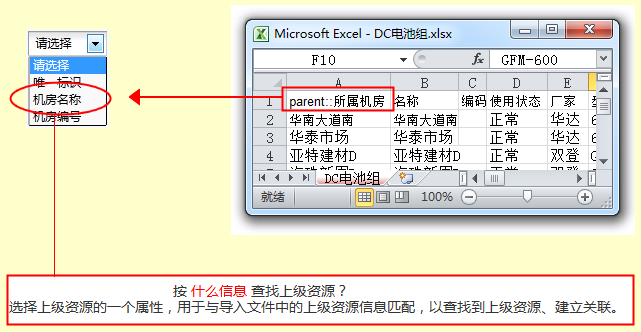 请选择
请选择
唯一标识
机房名称
机房编号
Microsoft Excel - DC电池组.xlsx
F10 fx GFM-600
A B C D E
1 parent::所属机房 名称 编码 使用状态 厂家
2 华南大道南 华南大道南 正常 华达 6
3 华泰市场 华泰市场 正常 华达 6
4 亚特建材D 亚特建材D 正常 双登 G
DC电池组
就绪 100%
按 什么信息 查找上级资源？
选择上级资源的一个属性，用于与导入文件中的上级资源信息匹配，以查找到上级资源、建立关联。